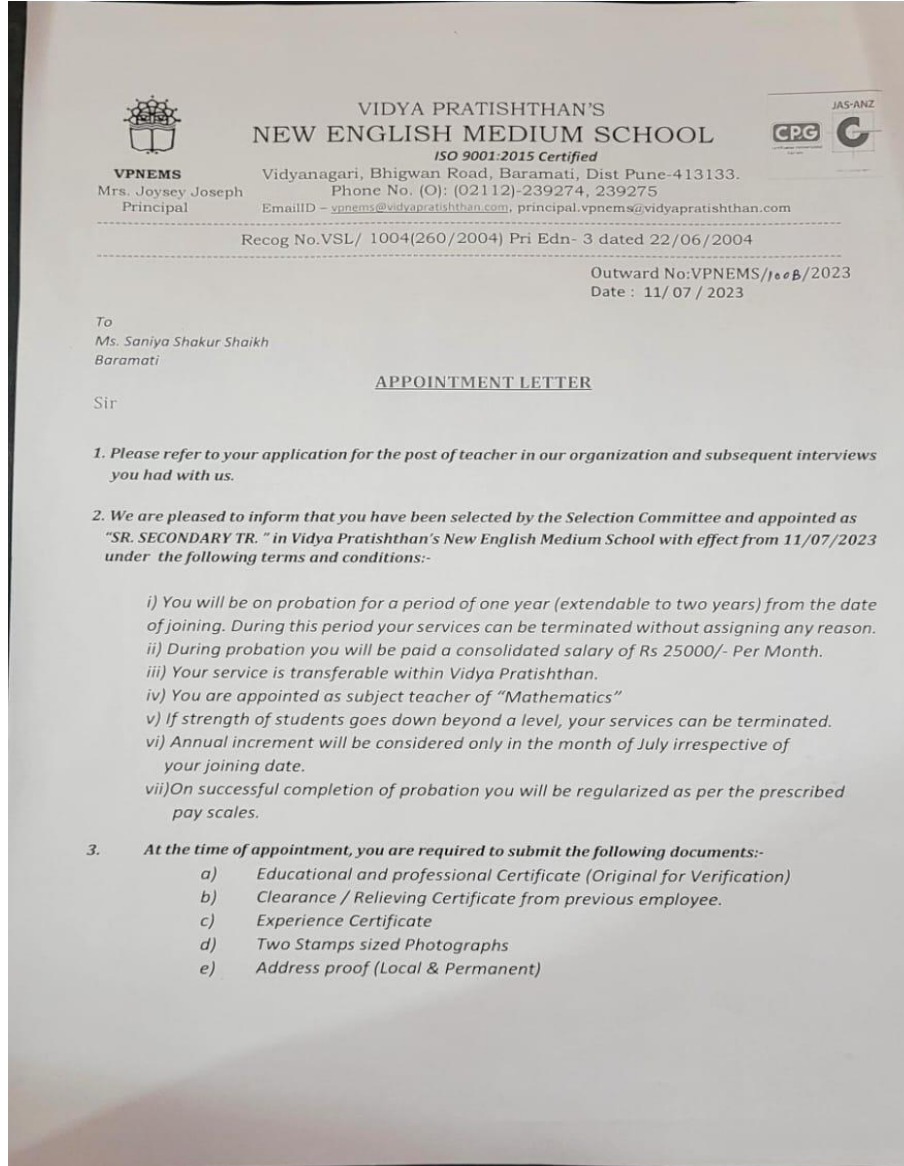 VIDYA PRATISHTHAN'S
NEW ENGLISH MEDIUM SCHOOL
ISO 9001:2015 Certified
JAS-ANZ
CPG
VPNEMS
Mrs. Joysey Joseph
Principal
Vidyanagari, Bhigwan Road, Baramati, Dist Pune-413133.
Phone No. (O): (02112)-239274, 239275
EmailID – vpnems@vidyapratishthan.com, principal.vpnems@vidyapratishthan.com
Recog No.VSL/ 1004(260/2004) Pri Edn- 3 dated 22/06/2004
Outward No:VPNEMS/100B/2023
Date : 11/ 07 / 2023
To
Ms. Saniya Shakur Shaikh
Baramati
APPOINTMENT LETTER
Sir
1. Please refer to your application for the post of teacher in our organization and subsequent interviews
you had with us.
2. We are pleased to inform that you have been selected by the Selection Committee and appointed as
"SR. SECONDARY TR. " in Vidya Pratishthan's New English Medium School with effect from 11/07/2023
under the following terms and conditions:-
i) You will be on probation for a period of one year (extendable to two years) from the date
of joining. During this period your services can be terminated without assigning any reason.
ii) During probation you will be paid a consolidated salary of Rs 25000/- Per Month.
iii) Your service is transferable within Vidya Pratishthan.
iv) You are appointed as subject teacher of "Mathematics"
v) If strength of students goes down beyond a level, your services can be terminated.
vi) Annual increment will be considered only in the month of July irrespective of
your joining date.
vii)On successful completion of probation you will be regularized as per the prescribed
pay scales.
3. At the time of appointment, you are required to submit the following documents:-
a) Educational and professional Certificate (Original for Verification)
b) Clearance / Relieving Certificate from previous employee.
c) Experience Certificate
d) Two Stamps sized Photographs
e) Address proof (Local & Permanent)